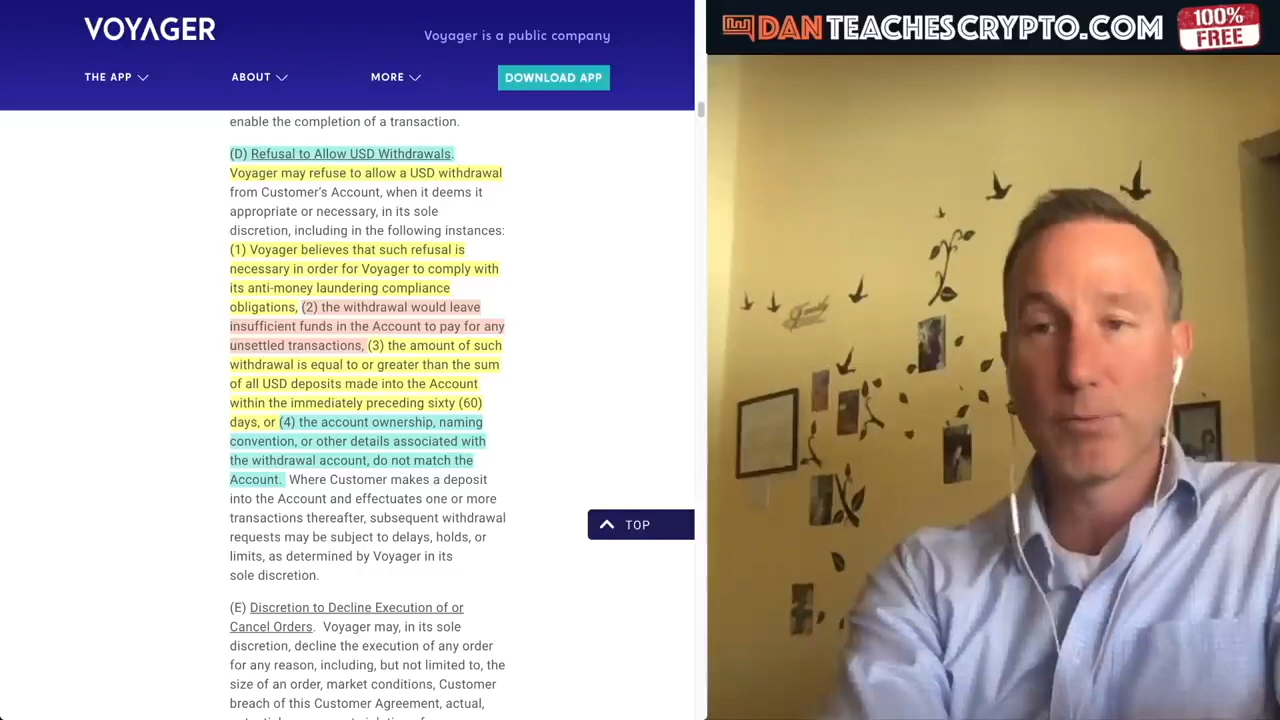 VOYAGER
Voyager is a public company
THE APP
ABOUT
MORE
DOWNLOAD APP
enable the completion of a transaction.
(D) Refusal to Allow USD Withdrawals.
Voyager may refuse to allow a USD withdrawal
from Customer’s Account, when it deems it
appropriate or necessary, in its sole
discretion, including in the following instances:
(1) Voyager believes that such refusal is
necessary in order for Voyager to comply with
its anti-money laundering compliance
obligations, (2) the withdrawal would leave
insufficient funds in the Account to pay for any
unsettled transactions, (3) the amount of such
withdrawal is equal to or greater than the sum
of all USD deposits made into the Account
within the immediately preceding sixty (60)
days, or (4) the account ownership, naming
convention, or other details associated with
the withdrawal account, do not match the
Account. Where Customer makes a deposit
into the Account and effectuates one or more
transactions thereafter, subsequent withdrawal
requests may be subject to delays, holds, or
limits, as determined by Voyager in its
sole discretion.
TOP
(E) Discretion to Decline Execution of or
Cancel Orders. Voyager may, in its sole
discretion, decline the execution of any order
for any reason, including, but not limited to, the
size of an order, market conditions, Customer
breach of this Customer Agreement, actual,
DANTEACHESCRYPTO.COM
100%
FREE
Family